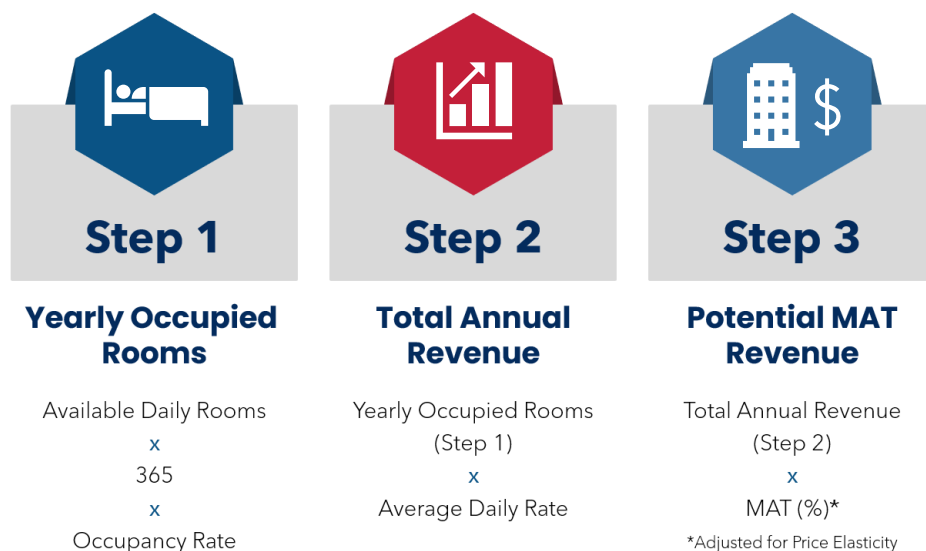 Step 1
Yearly Occupied
Rooms
Available Daily Rooms
x
365
x
Occupancy Rate
Step 2
Total Annual
Revenue
Yearly Occupied Rooms
(Step 1)
x
Average Daily Rate
$
Step 3
Potential MAT
Revenue
Total Annual Revenue
(Step 2)
x
MAT (%)*
*Adjusted for Price Elasticity